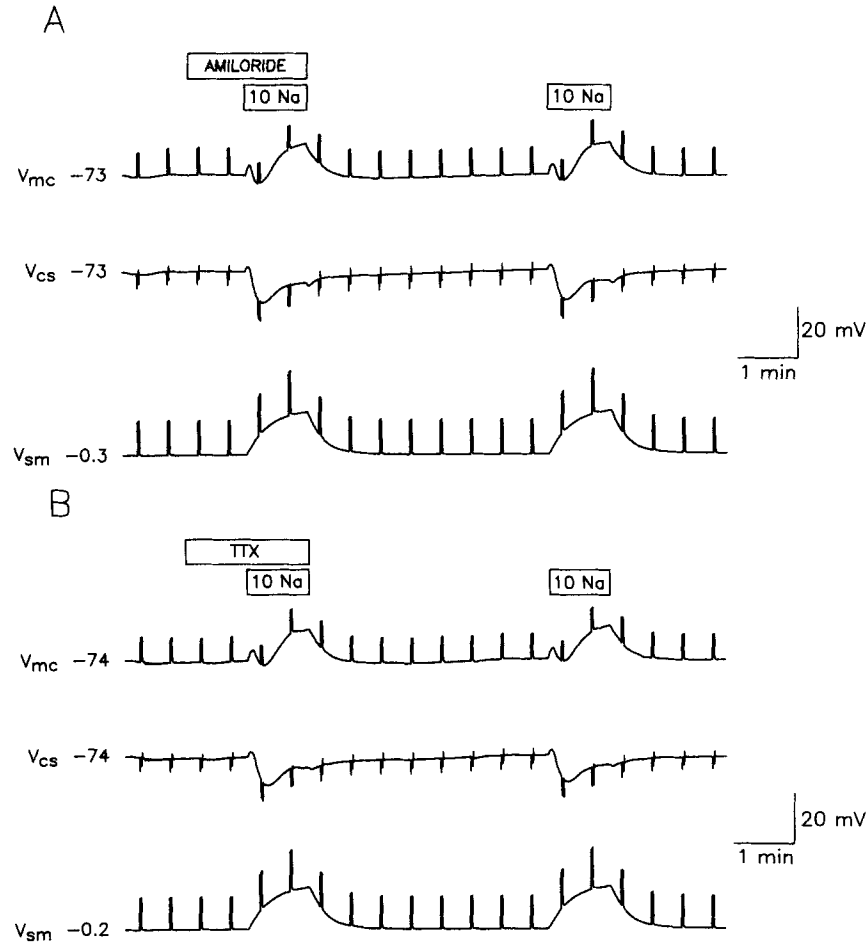 A
AMILORIDE
10 Na
10 Na
Vmc -73
Vcs -73
20 mV
1 min
Vsm -0.3
B
TTX
10 Na
10 Na
Vmc -74
Vcs -74
20 mV
1 min
Vsm -0.2